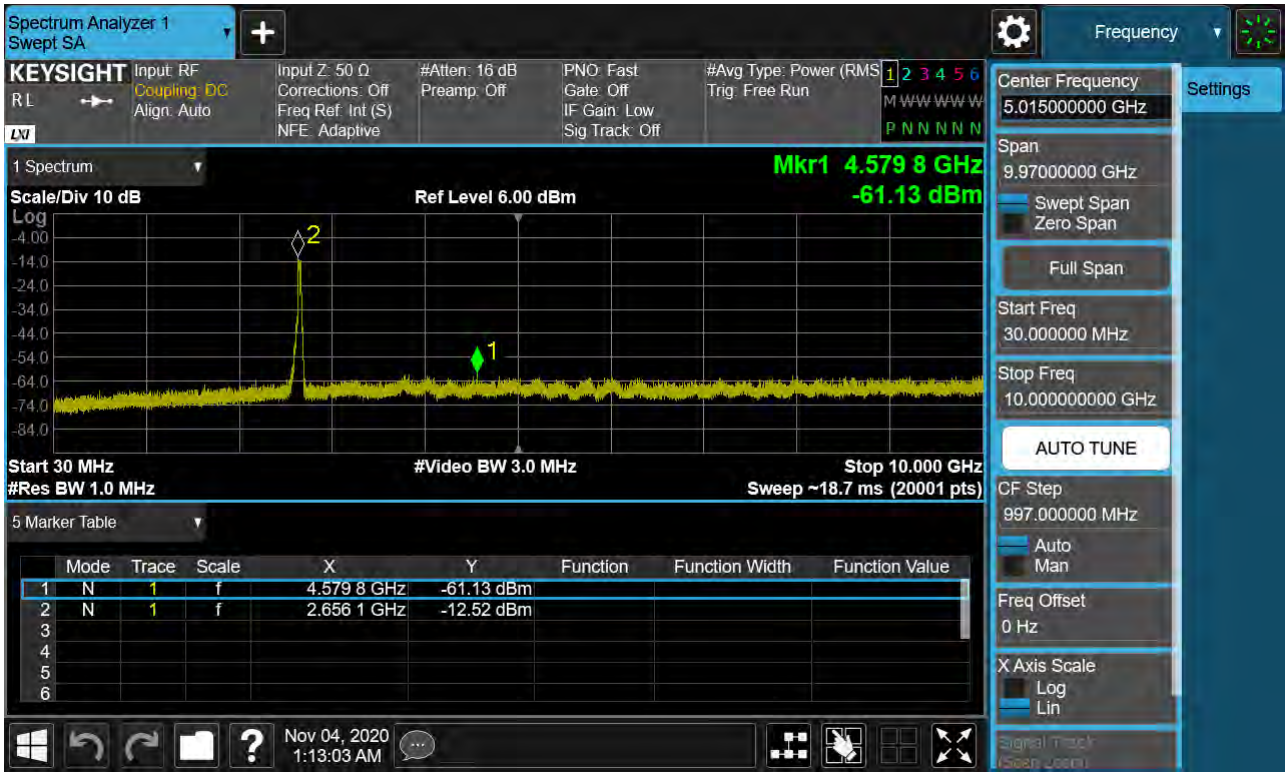 Spectrum Analyzer 1
Swept SA
+
Frequency
KEYSIGHT
RL
LXI
Input: RF
Coupling: DC
Align: Auto
Input Z: 50 Ω
Corrections: Off
Freq Ref: Int (S)
NFE: Adaptive
#Atten: 16 dB
Preamp: Off
PNO: Fast
Gate: Off
IF Gain: Low
Sig Track: Off
#Avg Type: Power (RMS
Trig: Free Run
1 2 3 4 5 6
M W W W W W
P N N N N N
1 Spectrum
Mkr1 4.579 8 GHz
-61.13 dBm
Scale/Div 10 dB
Ref Level 6.00 dBm
Log
-4.00
-14.0
-24.0
-34.0
-44.0
-54.0
-64.0
-74.0
-84.0
2
1
Start 30 MHz
#Video BW 3.0 MHz
Stop 10.000 GHz
#Res BW 1.0 MHz
Sweep ~18.7 ms (20001 pts)
5 Marker Table
Mode Trace Scale X Y Function Function Width Function Value
1 N 1 f 4.579 8 GHz -61.13 dBm
2 N 1 f 2.656 1 GHz -12.52 dBm
3
4
5
6
?
Nov 04, 2020
1:13:03 AM
Center Frequency
5.015000000 GHz
Settings
Span
9.97000000 GHz
Swept Span
Zero Span
Full Span
Start Freq
30.000000 MHz
Stop Freq
10.000000000 GHz
AUTO TUNE
CF Step
997.000000 MHz
Auto
Man
Freq Offset
0 Hz
X Axis Scale
Log
Lin
Signal Track
(Span Zoom)